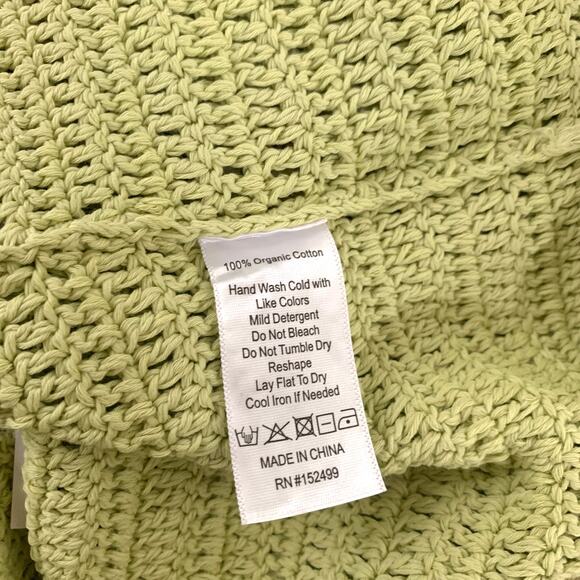 100% Organic Cotton
Hand Wash Cold with
Like Colors
Mild Detergent
Do Not Bleach
Do Not Tumble Dry
Reshape
Lay Flat To Dry
Cool Iron If Needed
MADE IN CHINA
RN #152499